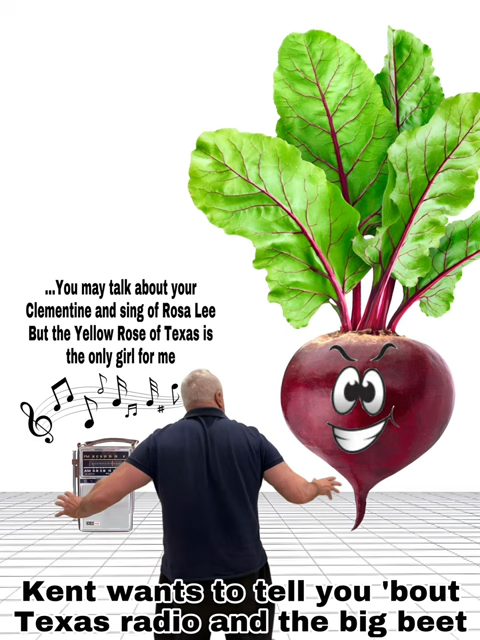 ...You may talk about your
Clementine and sing of Rosa Lee
But the Yellow Rose of Texas is
the only girl for me
Kent wants to tell you 'bout
Texas radio and the big beet